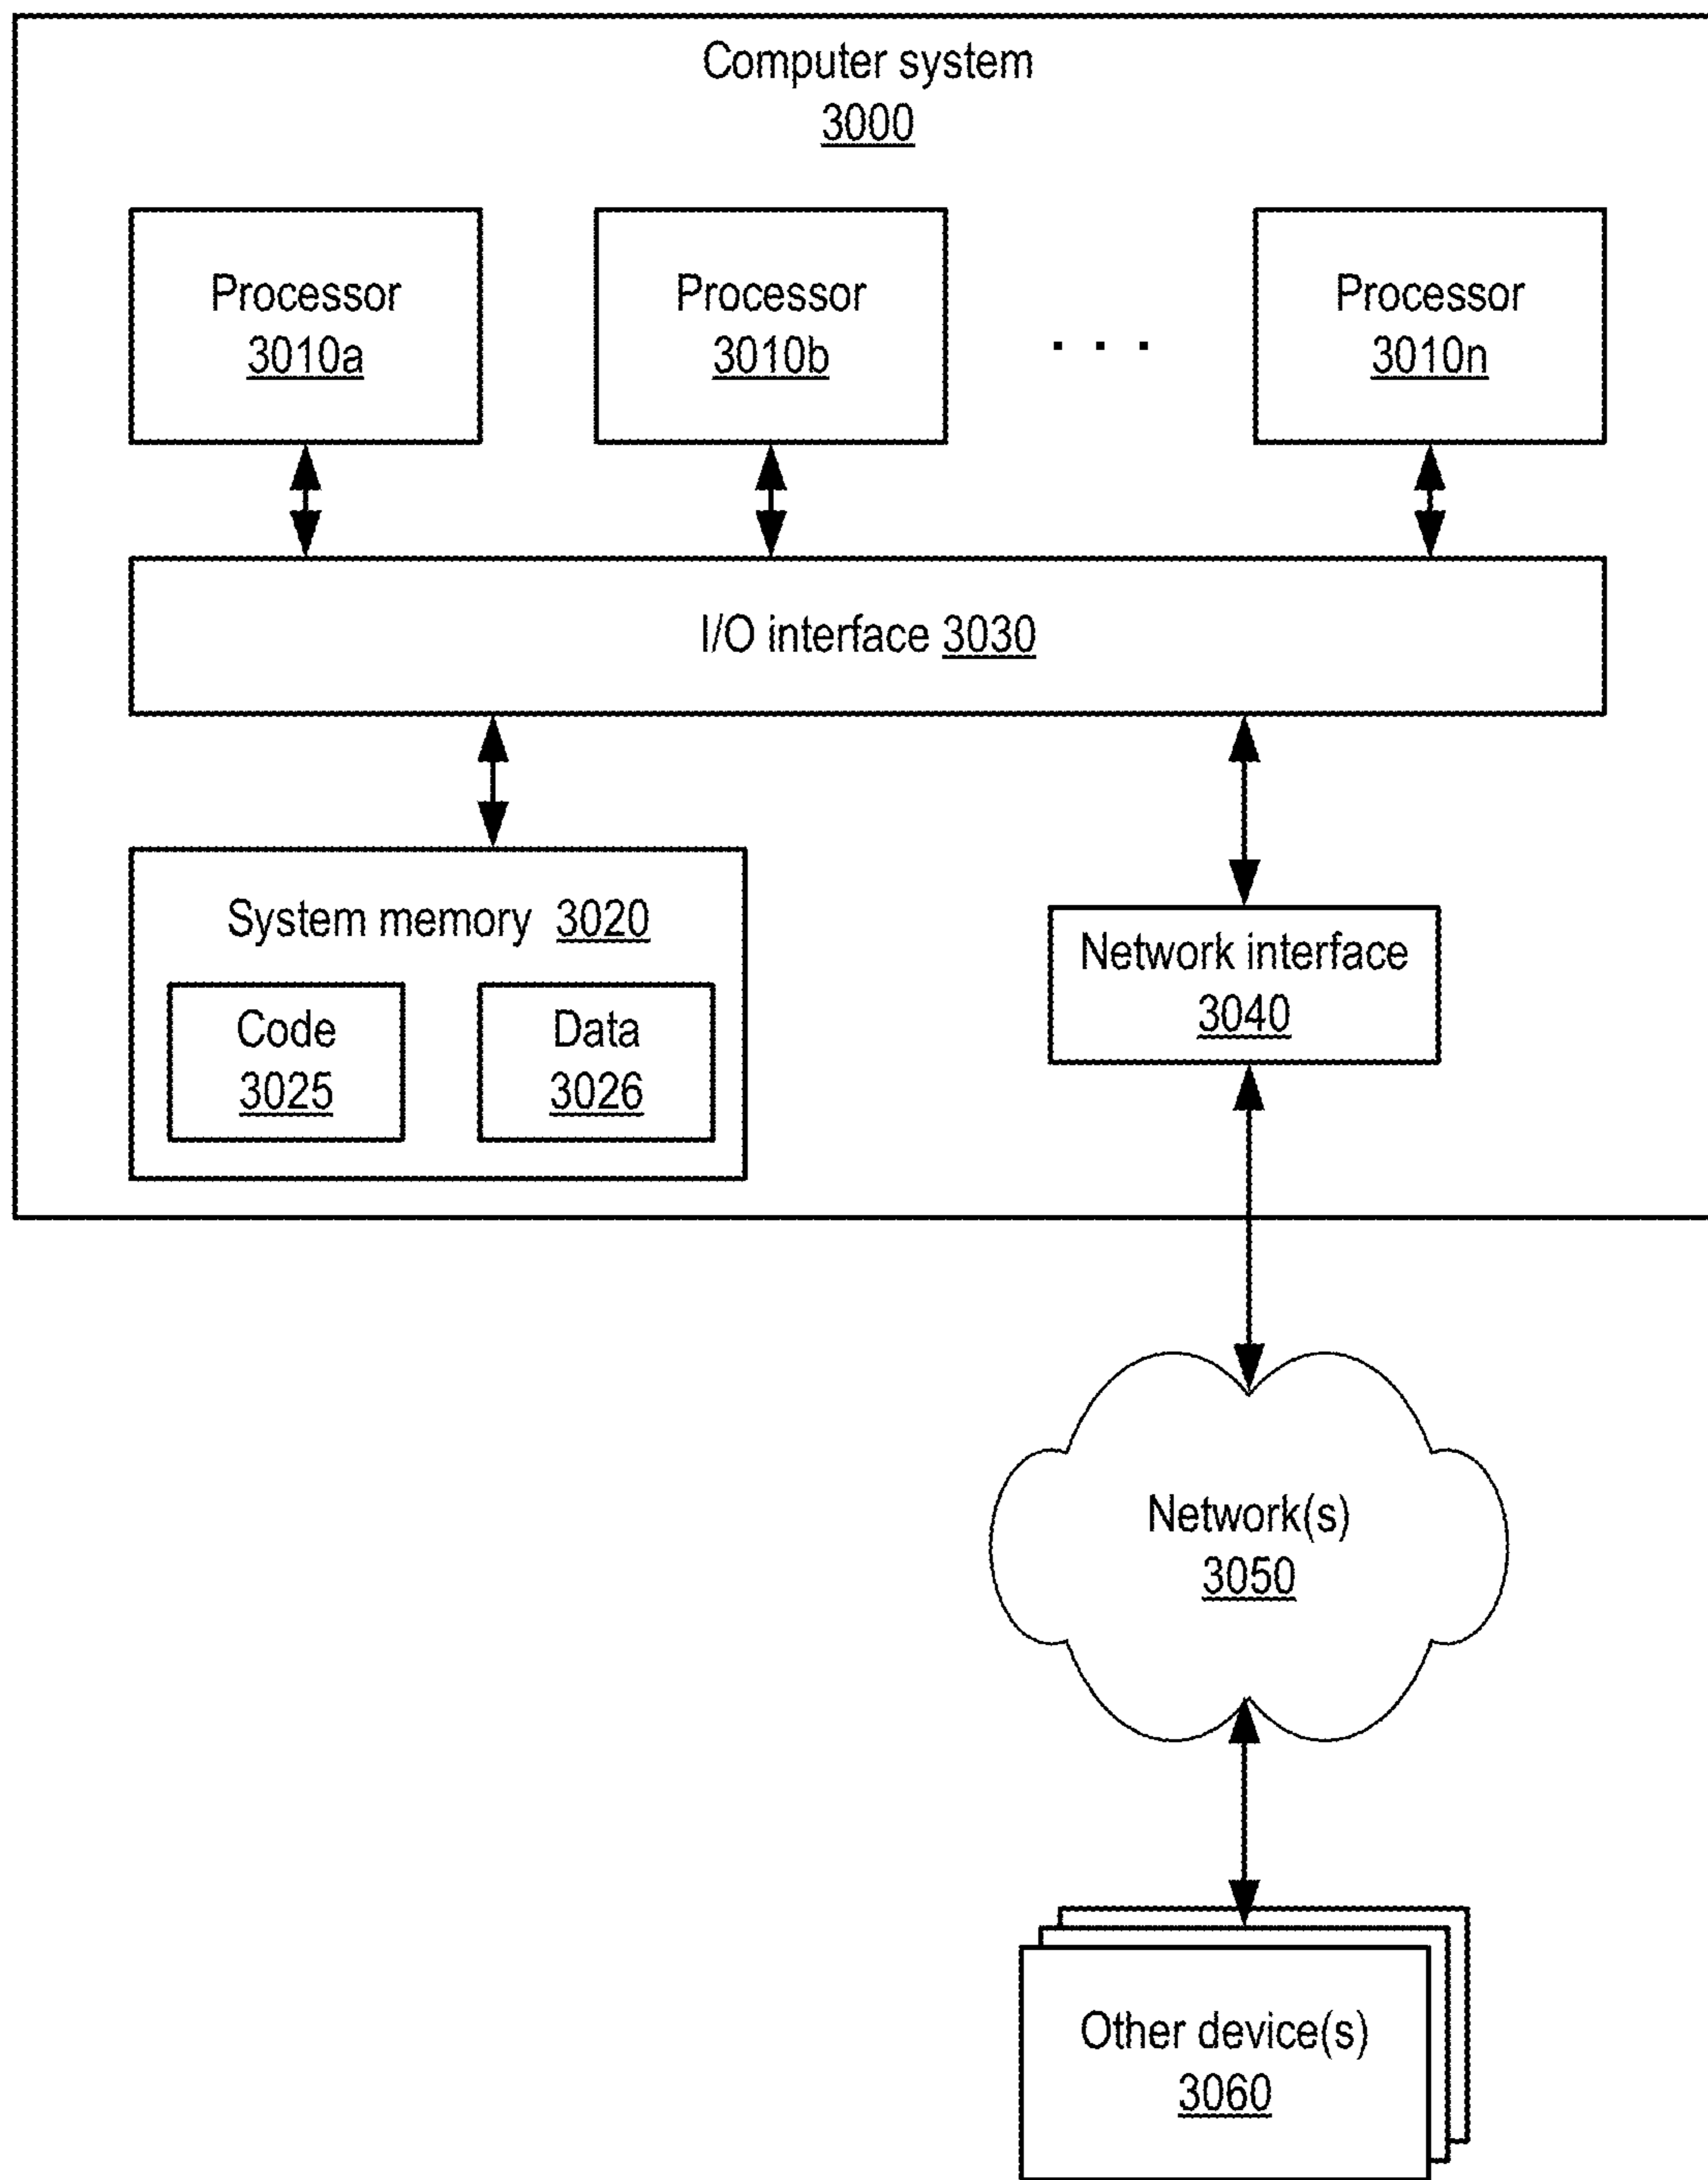 Computer system
3000
Processor
3010a
Processor
3010b
. . .
Processor
3010n
I/O interface 3030
System memory 3020
Code
3025
Data
3026
Network interface
3040
Network(s)
3050
Other device(s)
3060